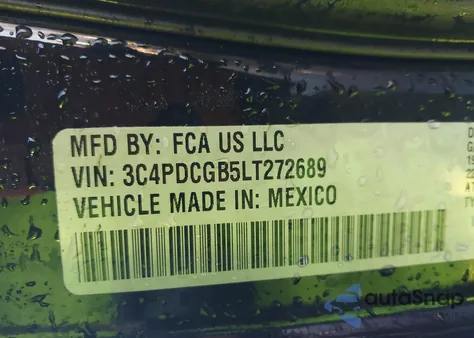 MFD BY: FCA US LLC
VIN: 3C4PDCGB5LT272689
VEHICLE MADE IN: MEXICO
autoSnap